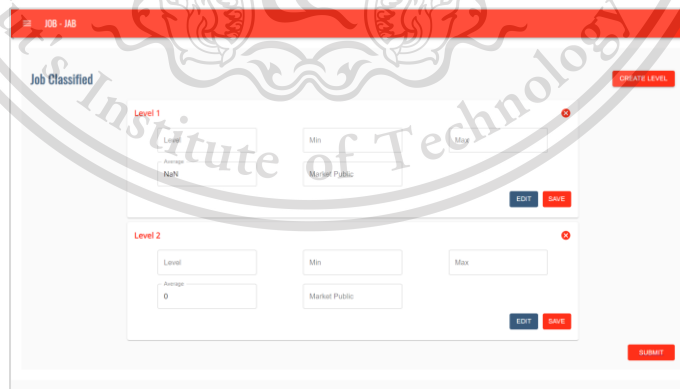 JOB - JAB
Job Classified
CREATE LEVEL
Level 1
Level Min Max
Average
NaN Market Public
EDIT SAVE
Level 2
Level Min Max
Average
0 Market Public
EDIT SAVE
SUBMIT
's Institute of Technology